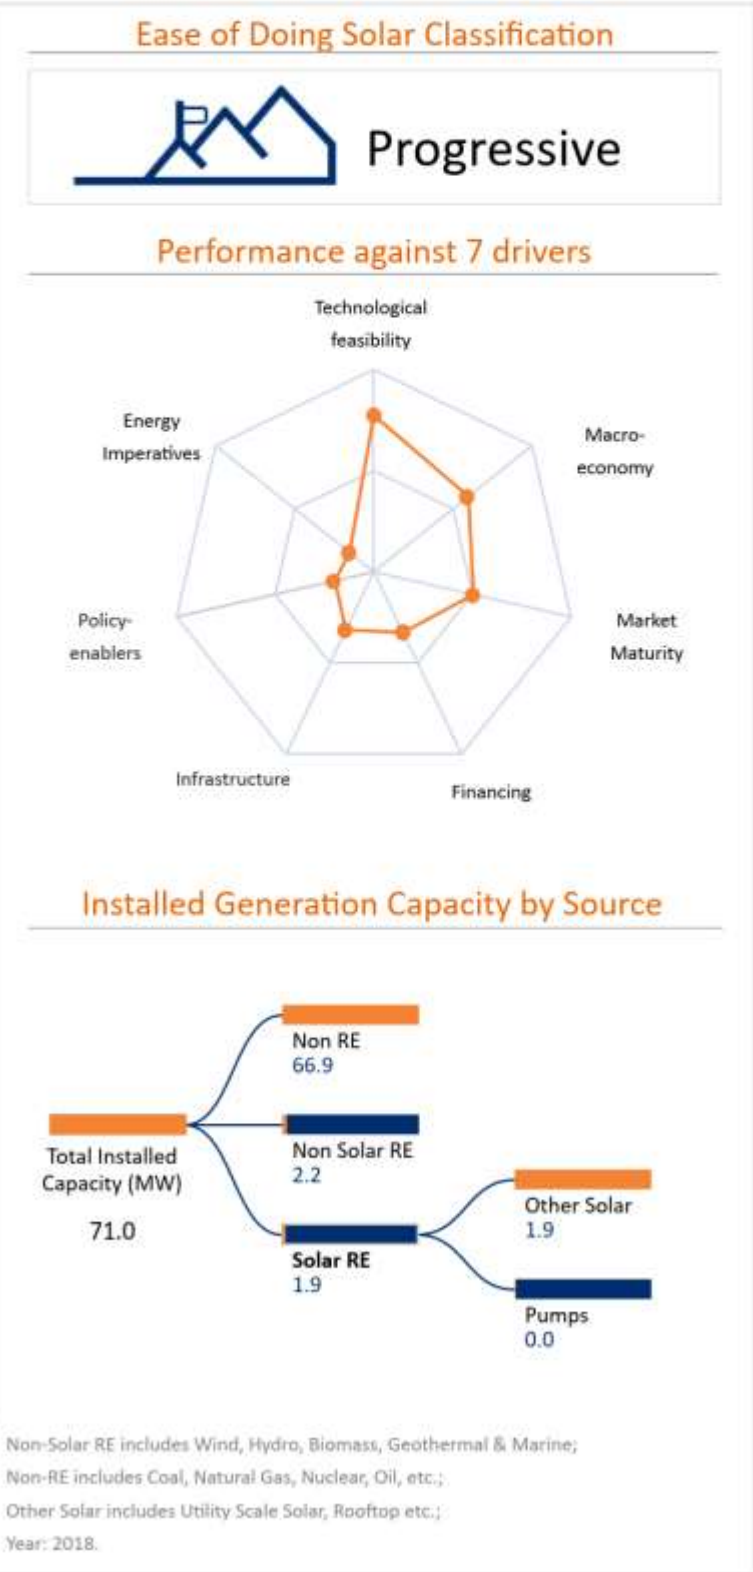 Ease of Doing Solar Classification
Progressive
Performance against 7 drivers
Technological
feasibility
Energy
Imperatives
Macro-
economy
Policy-
enablers
Market
Maturity
Infrastructure
Financing
Installed Generation Capacity by Source
Non RE
66.9
Total Installed
Capacity (MW)
71.0
Non Solar RE
2.2
Solar RE
1.9
Other Solar
1.9
Pumps
0.0
Non-Solar RE includes Wind, Hydro, Biomass, Geothermal & Marine;
Non-RE includes Coal, Natural Gas, Nuclear, Oil, etc.;
Other Solar includes Utility Scale Solar, Rooftop etc.;
Year: 2018.